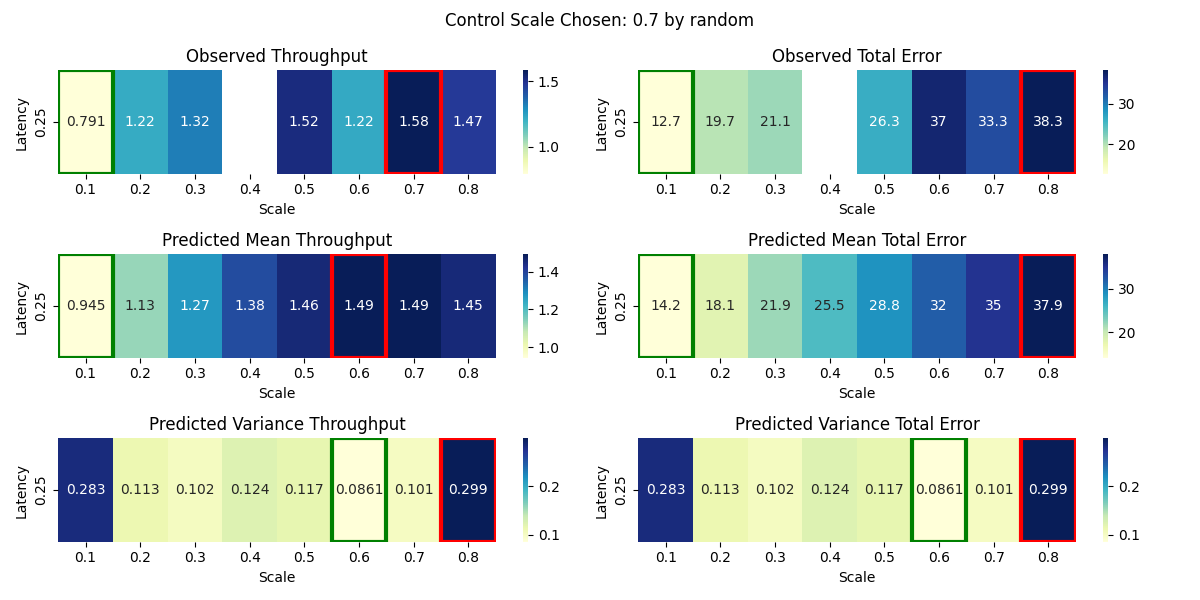 Control Scale Chosen: 0.7 by random
Observed Throughput
Latency
0.25
0.791 1.22 1.32 1.52 1.22 1.58 1.47
0.1 0.2 0.3 0.4 0.5 0.6 0.7 0.8
Scale
1.5
1.0
Observed Total Error
Latency
0.25
12.7 19.7 21.1 26.3 37 33.3 38.3
0.1 0.2 0.3 0.4 0.5 0.6 0.7 0.8
Scale
30
20
Predicted Mean Throughput
Latency
0.25
0.945 1.13 1.27 1.38 1.46 1.49 1.49 1.45
0.1 0.2 0.3 0.4 0.5 0.6 0.7 0.8
Scale
1.4
1.2
1.0
Predicted Mean Total Error
Latency
0.25
14.2 18.1 21.9 25.5 28.8 32 35 37.9
0.1 0.2 0.3 0.4 0.5 0.6 0.7 0.8
Scale
30
20
Predicted Variance Throughput
Latency
0.25
0.283 0.113 0.102 0.124 0.117 0.0861 0.101 0.299
0.1 0.2 0.3 0.4 0.5 0.6 0.7 0.8
Scale
0.2
0.1
Predicted Variance Total Error
Latency
0.25
0.283 0.113 0.102 0.124 0.117 0.0861 0.101 0.299
0.1 0.2 0.3 0.4 0.5 0.6 0.7 0.8
Scale
0.2
0.1